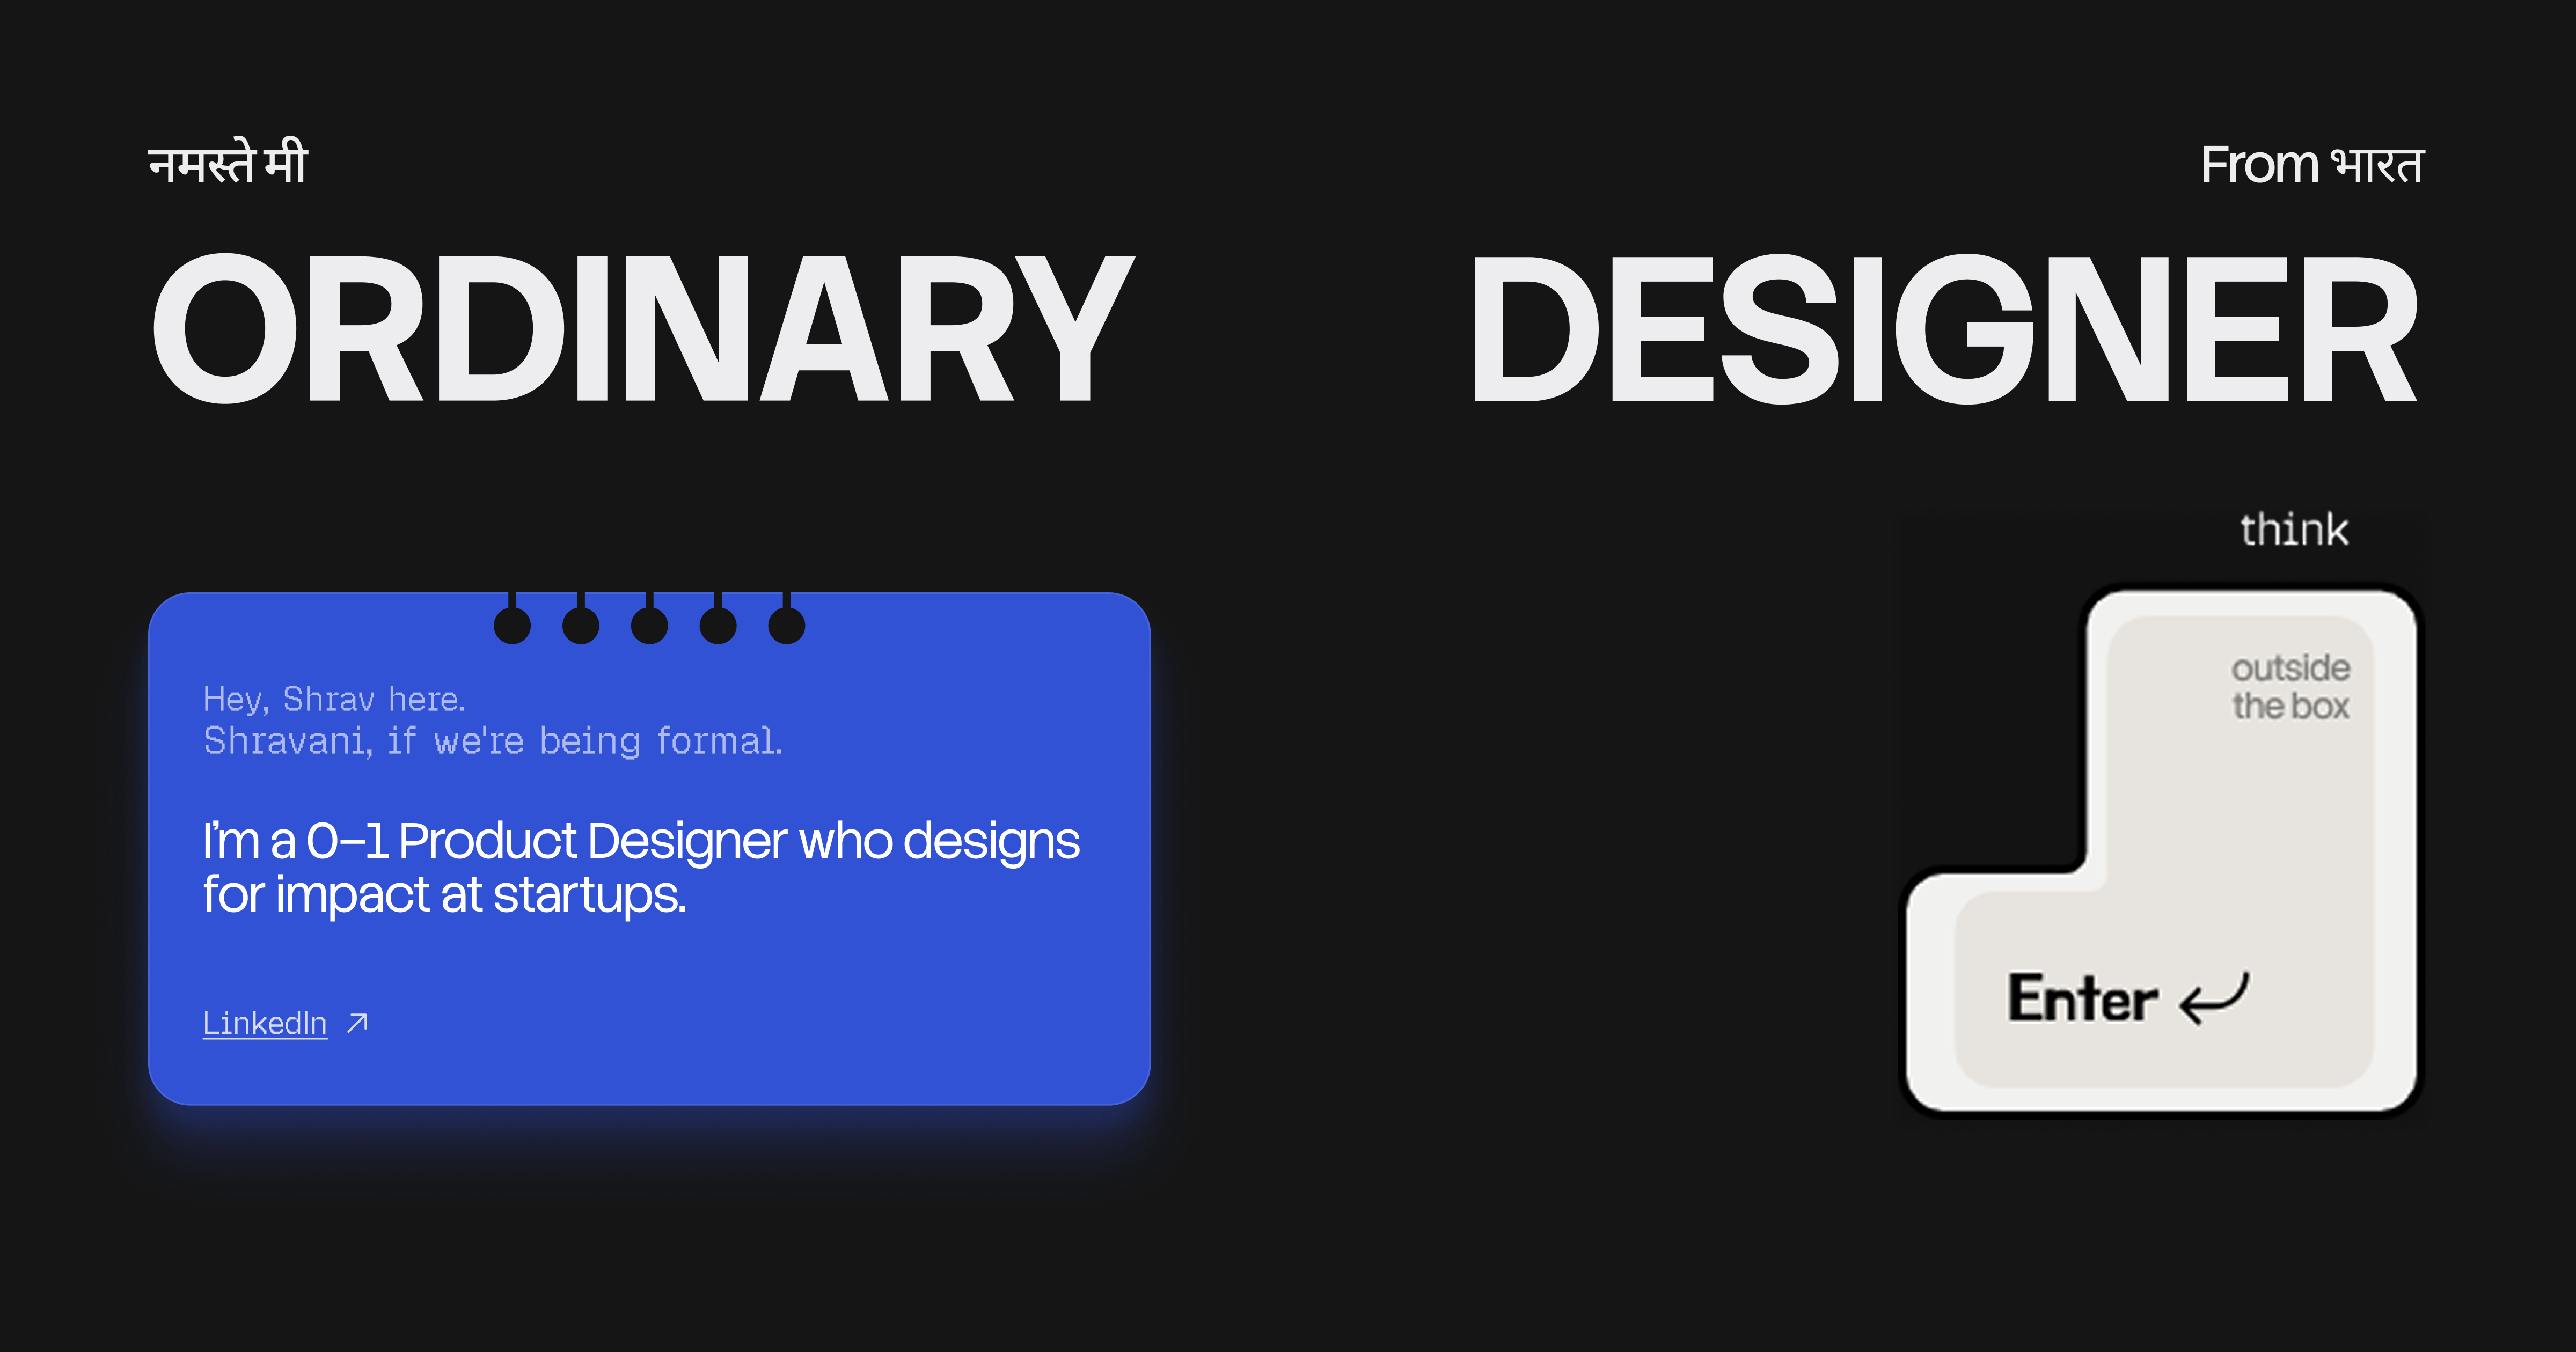 नमस्ते मी
From भारत
ORDINARY
DESIGNER
Hey, Shrav here.
Shravani, if we're being formal.
I'm a 0–1 Product Designer who designs
for impact at startups.
LinkedIn ↗
think
outside
the box
Enter ↩